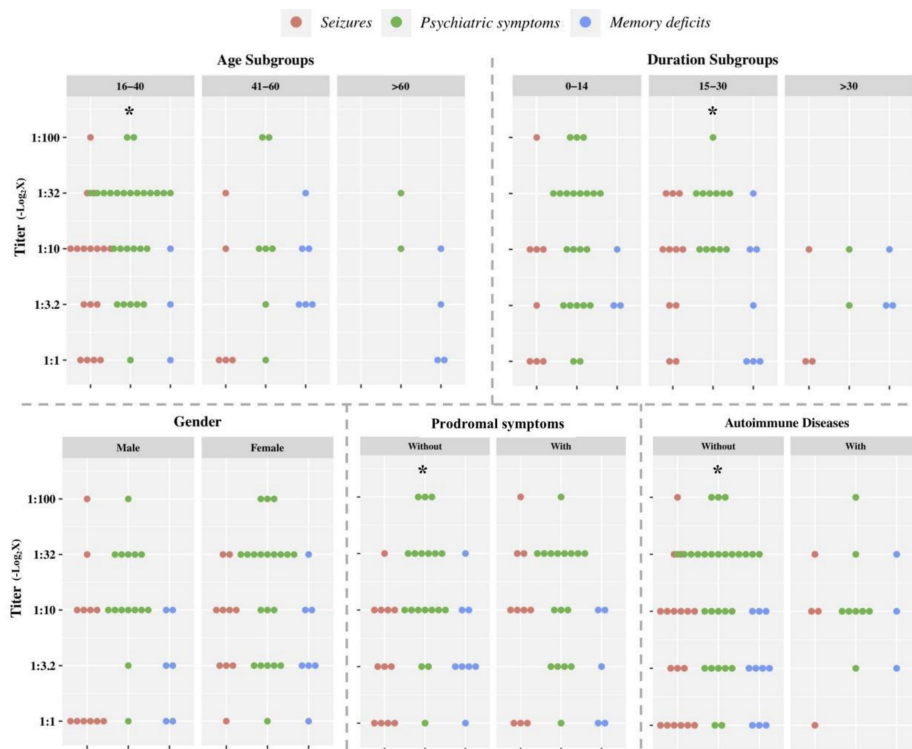 Seizures Psychiatric symptoms Memory deficits
Age Subgroups
16–40 41–60 >60
*
Titer (-Log₂X)
1:100
1:32
1:10
1:3.2
1:1
Duration Subgroups
0–14 15–30 >30
*
Gender
Male Female
Titer (-Log₂X)
1:100
1:32
1:10
1:3.2
1:1
Prodromal symptoms
Without With
*
Autoimmune Diseases
Without With
*